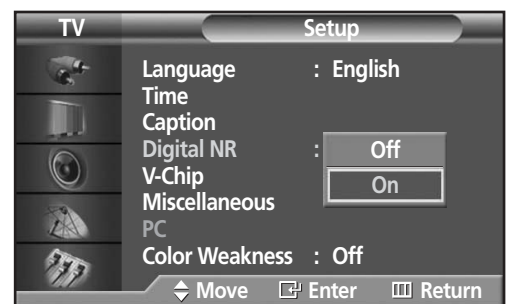 TV
Setup
Language : English
Time
Caption
Digital NR : Off
On
V-Chip
Miscellaneous
PC
Color Weakness : Off
Move Enter Return